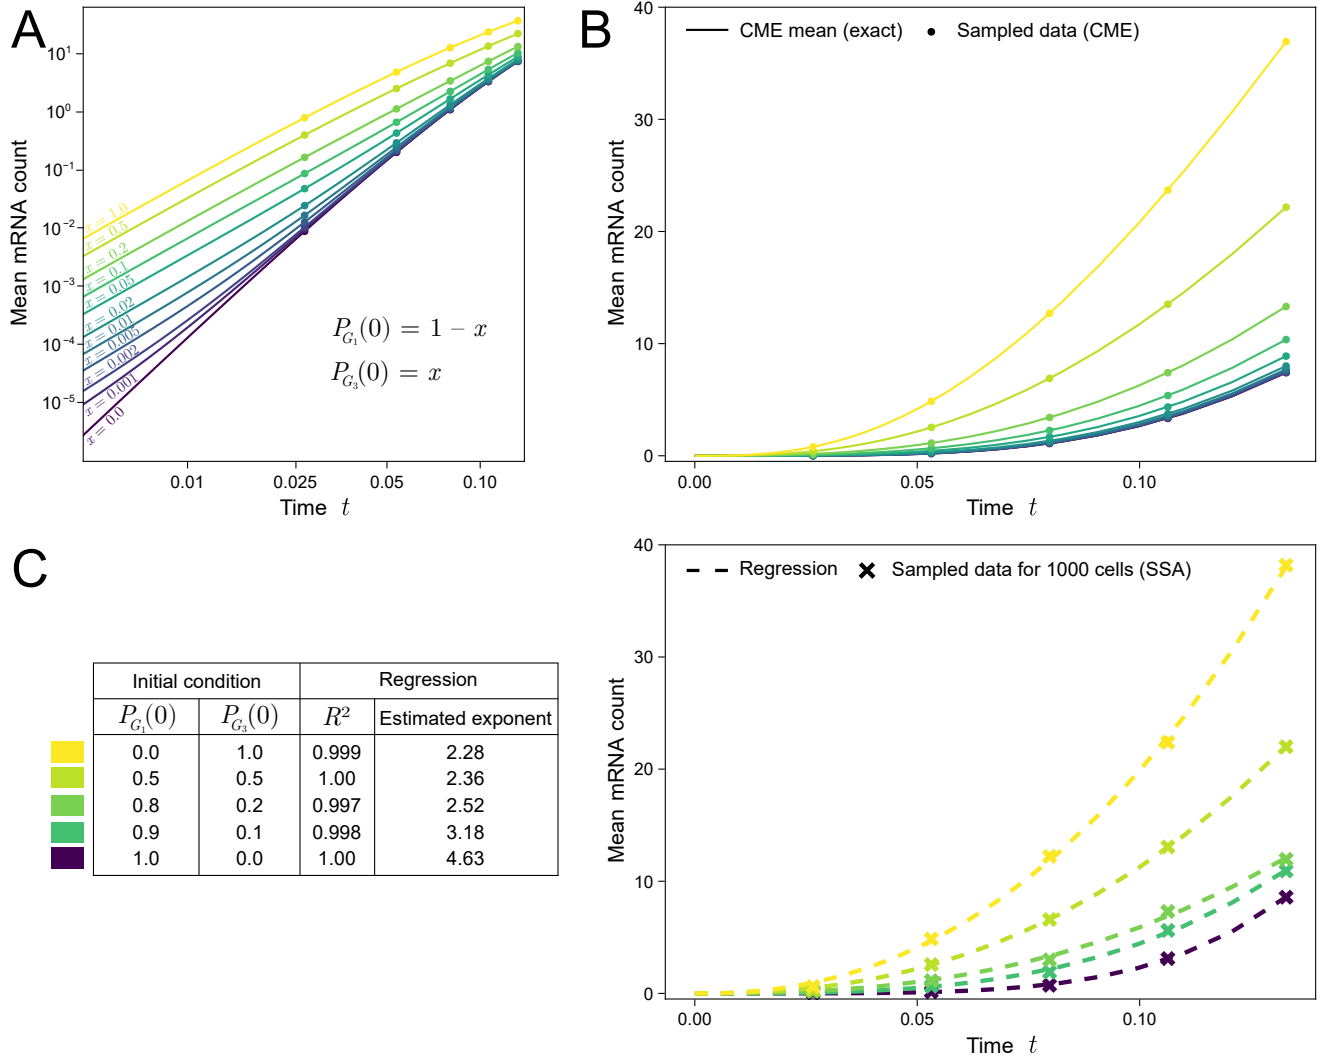 A
10¹
10⁰
10⁻¹
10⁻²
10⁻³
10⁻⁴
10⁻⁵
Mean mRNA count
x = 1.0
x = 0.5
x = 0.2
x = 0.1
x = 0.05
x = 0.02
x = 0.01
x = 0.005
x = 0.002
x = 0.001
x = 0.0
P_{G₁}(0) = 1 – x
P_{G₃}(0) = x
0.01 0.025 0.05 0.10
Time t
B
CME mean (exact) Sampled data (CME)
40
30
20
10
0
Mean mRNA count
0.00 0.05 0.10
Time t
C
Initial condition Regression
P_{G₁}(0) P_{G₃}(0) R² Estimated exponent
0.0 1.0 0.999 2.28
0.5 0.5 1.00 2.36
0.8 0.2 0.997 2.52
0.9 0.1 0.998 3.18
1.0 0.0 1.00 4.63
Regression Sampled data for 1000 cells (SSA)
40
30
20
10
0
Mean mRNA count
0.00 0.05 0.10
Time t